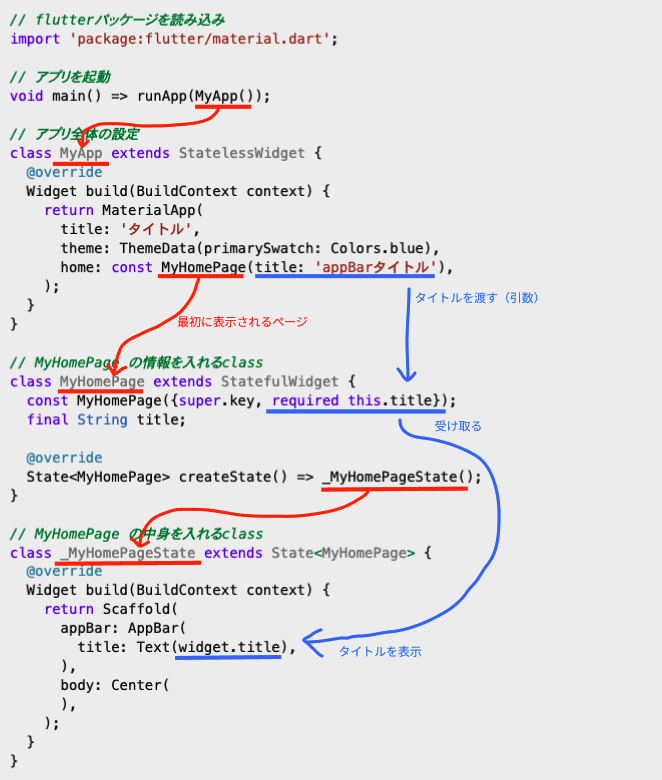 // flutterパッケージを読み込み
import 'package:flutter/material.dart';
// アプリを起動
void main() => runApp(MyApp());
// アプリ全体の設定
class MyApp extends StatelessWidget {
@override
Widget build(BuildContext context) {
return MaterialApp(
title: 'タイトル',
theme: ThemeData(primarySwatch: Colors.blue),
home: const MyHomePage(title: 'appBarタイトル'),
);
}
}
タイトルを渡す（引数）
最初に表示されるページ
// MyHomePage の情報を入れるclass
class MyHomePage extends StatefulWidget {
const MyHomePage({super.key, required this.title});
final String title;
受け取る
@override
State<MyHomePage> createState() => _MyHomePageState();
}
// MyHomePage の中身を入れるclass
class _MyHomePageState extends State<MyHomePage> {
@override
Widget build(BuildContext context) {
return Scaffold(
appBar: AppBar(
title: Text(widget.title),
タイトルを表示
),
body: Center(
),
);
}
}